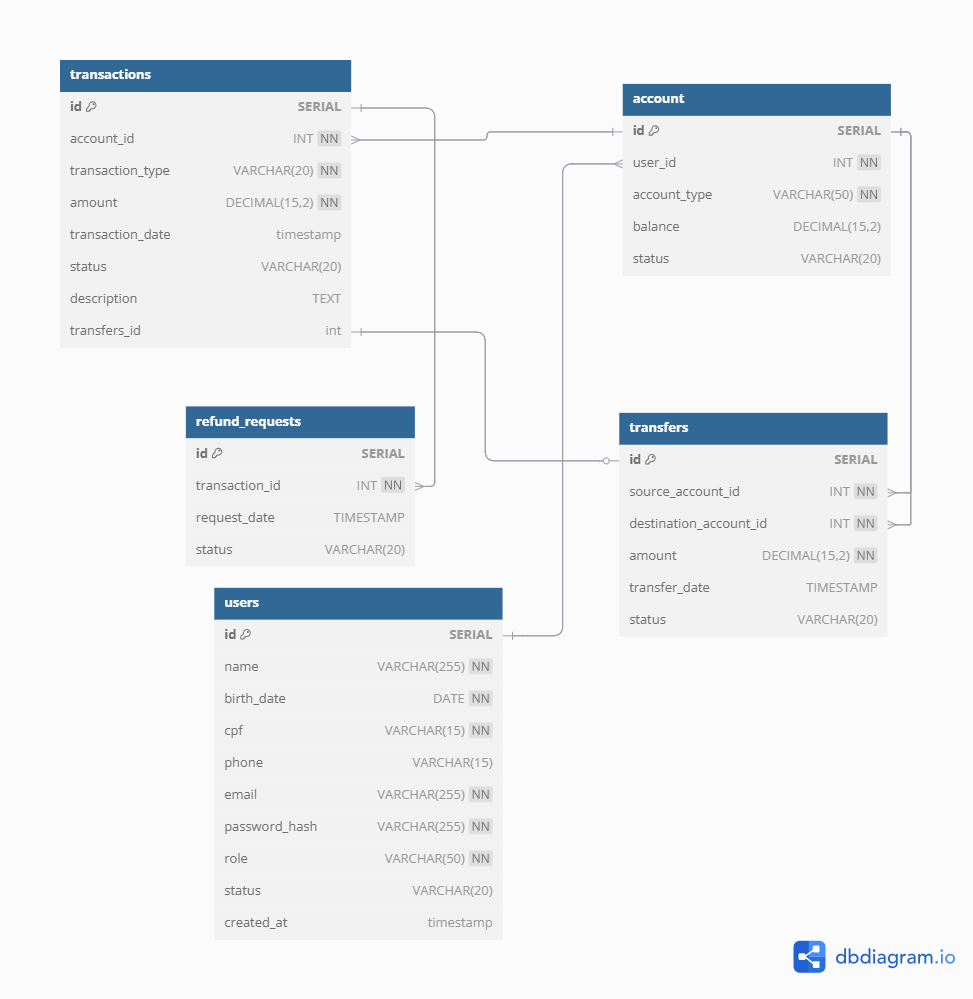 transactions
id SERIAL
account_id INT NN
transaction_type VARCHAR(20) NN
amount DECIMAL(15,2) NN
transaction_date timestamp
status VARCHAR(20)
description TEXT
transfers_id int
account
id SERIAL
user_id INT NN
account_type VARCHAR(50) NN
balance DECIMAL(15,2)
status VARCHAR(20)
refund_requests
id SERIAL
transaction_id INT NN
request_date TIMESTAMP
status VARCHAR(20)
transfers
id SERIAL
source_account_id INT NN
destination_account_id INT NN
amount DECIMAL(15,2) NN
transfer_date TIMESTAMP
status VARCHAR(20)
users
id SERIAL
name VARCHAR(255) NN
birth_date DATE NN
cpf VARCHAR(15) NN
phone VARCHAR(15)
email VARCHAR(255) NN
password_hash VARCHAR(255) NN
role VARCHAR(50) NN
status VARCHAR(20)
created_at timestamp
dbdiagram.io